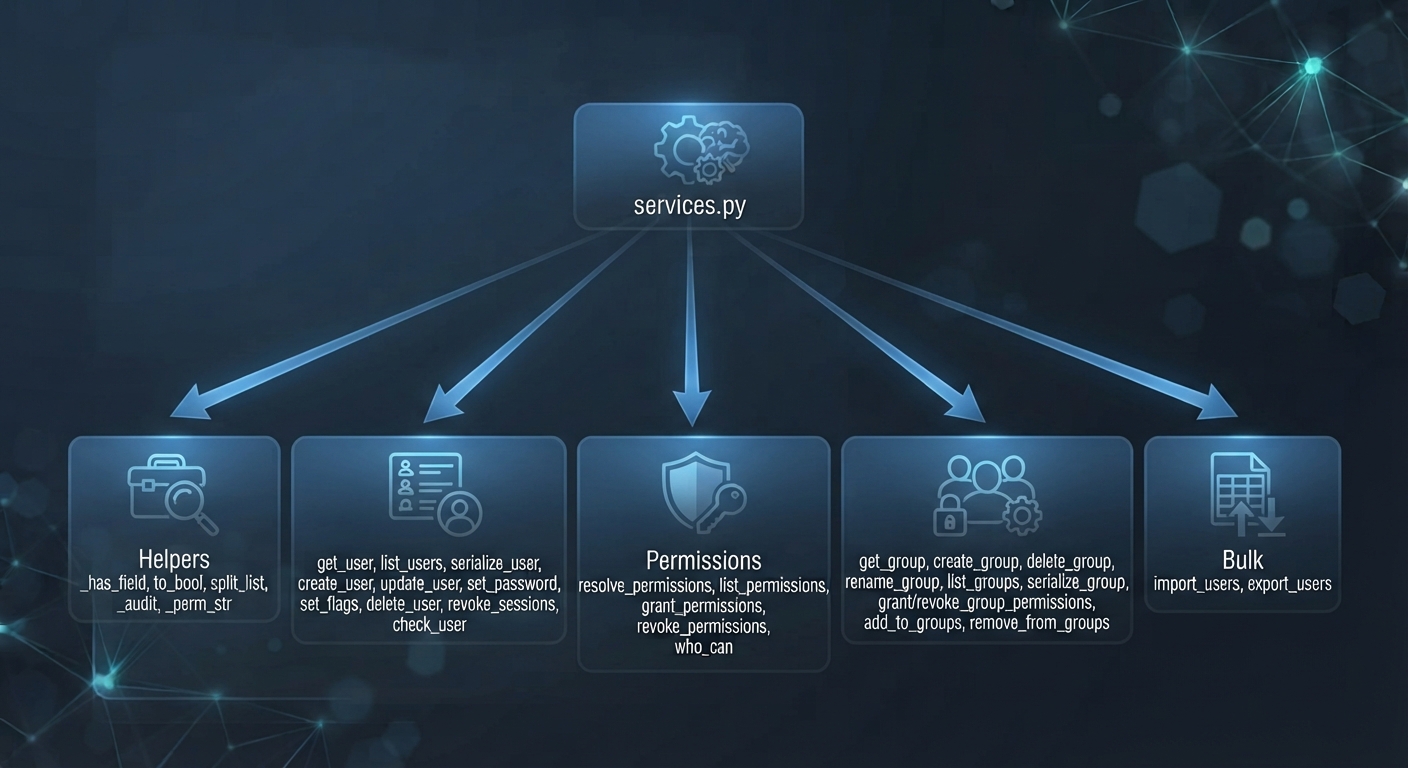 services.py
Helpers
_has_field, to_bool, split_list,
_audit, _perm_str
get_user, list_users, serialize_user,
create_user, update_user, set_password,
set_flags, delete_user, revoke_sessions,
check_user
Permissions
resolve_permissions, list_permissions,
grant_permissions,
revoke_permissions,
who_can
get_group, create_group, delete_group,
rename_group, list_groups, serialize_group,
grant/revoke_group_permissions,
add_to_groups, remove_from_groups
Bulk
import_users, export_users